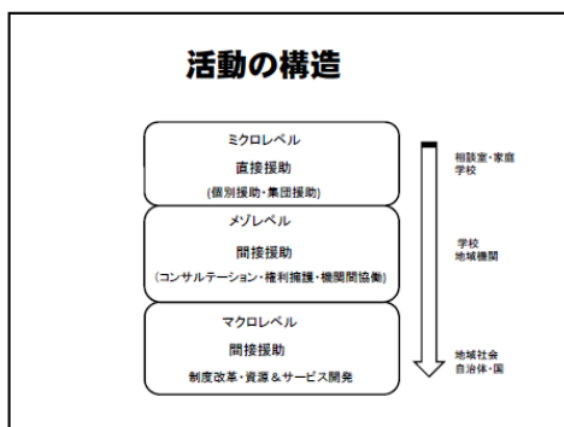 活動の構造
ミクロレベル
直接援助
(個別援助・集団援助)
相談室・家庭
学校
メゾレベル
間接援助
(コンサルテーション・権利擁護・機関間協働)
学校
地域機関
マクロレベル
間接援助
制度改革・資源＆サービス開発
地域社会
自治体・国